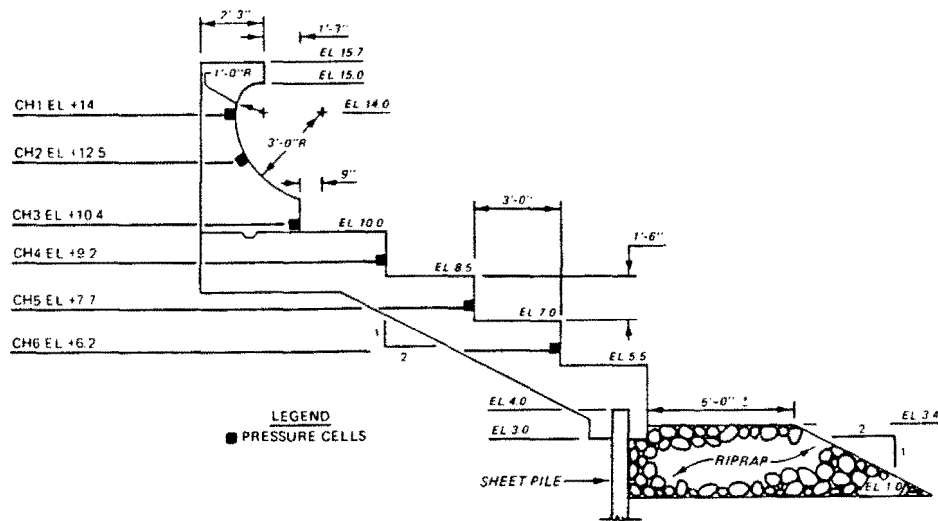 2'-3"
1'-3"
EL 15.7
1'-0"R
EL 15.0
CH1 EL +14
EL 14.0
3'-0"R
CH2 EL +12.5
9"
3'-0"
CH3 EL +10.4
EL 10.0
1'-6"
CH4 EL +9.2
EL 8.5
CH5 EL +7.7
EL 7.0
1
2
CH6 EL +6.2
EL 5.5
LEGEND
PRESSURE CELLS
EL 4.0
5'-0" ±
EL 3.4
EL 3.0
2
1
RIPRAP
SHEET PILE
EL 1.0